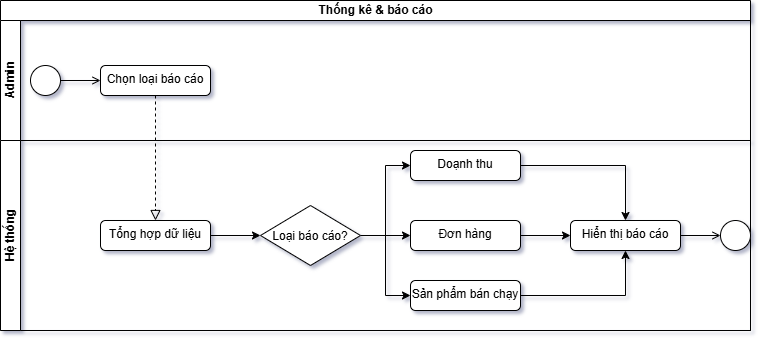 Thống kê & báo cáo
Admin
Chọn loại báo cáo
Hệ thống
Tổng hợp dữ liệu
Loại báo cáo?
Doạnh thu
Đơn hàng
Sản phẩm bán chạy
Hiển thị báo cáo